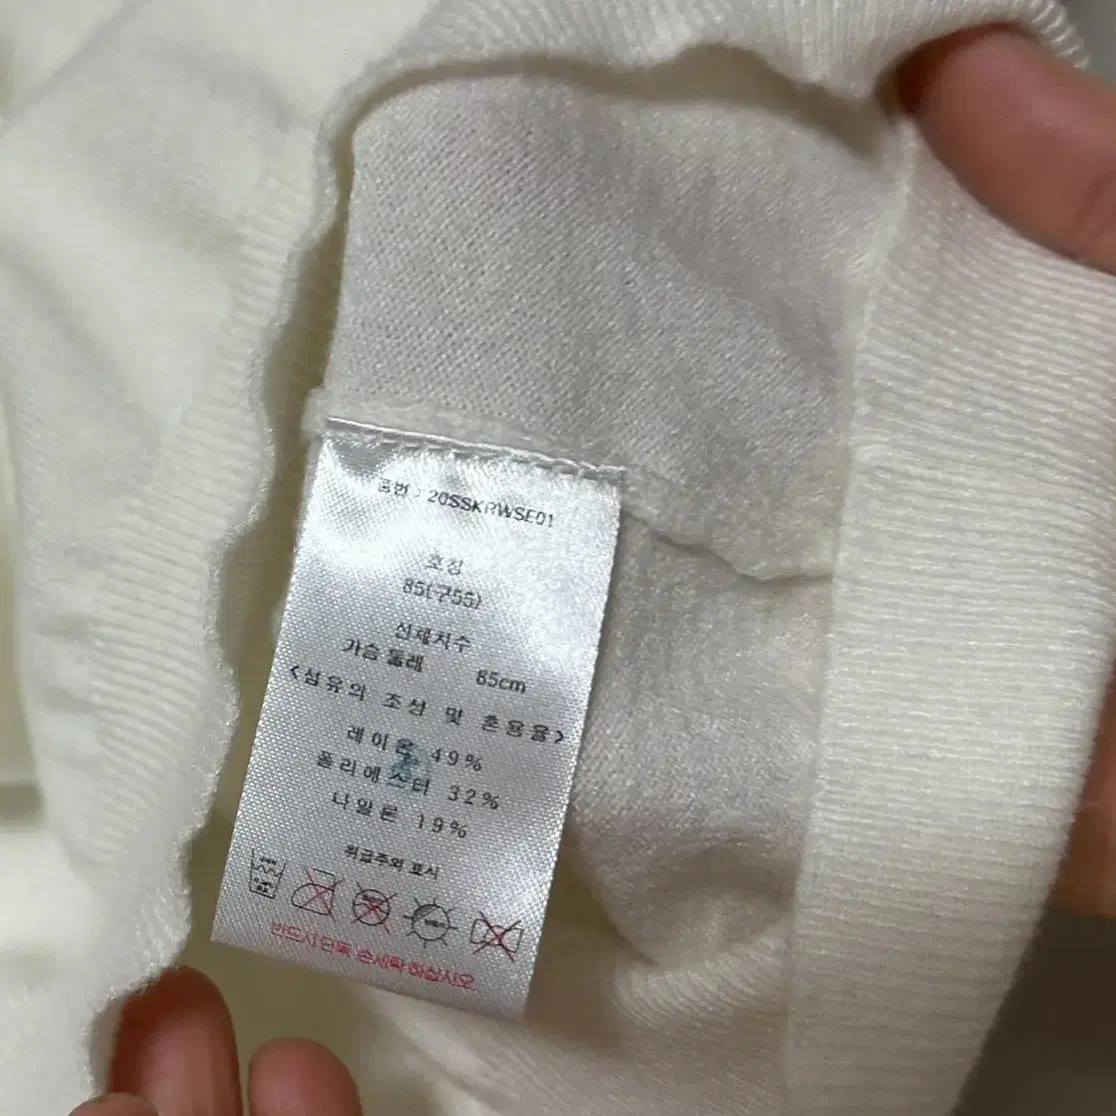 품번 : 20SSKRWSE01
호칭
85(구55)
신체치수
가슴 둘레 85cm
<섬유의 조성 및 혼용율>
레이온 49%
폴리에스터 32%
나일론 19%
취급주의 표시
반드시 단독 손세탁 하십시오